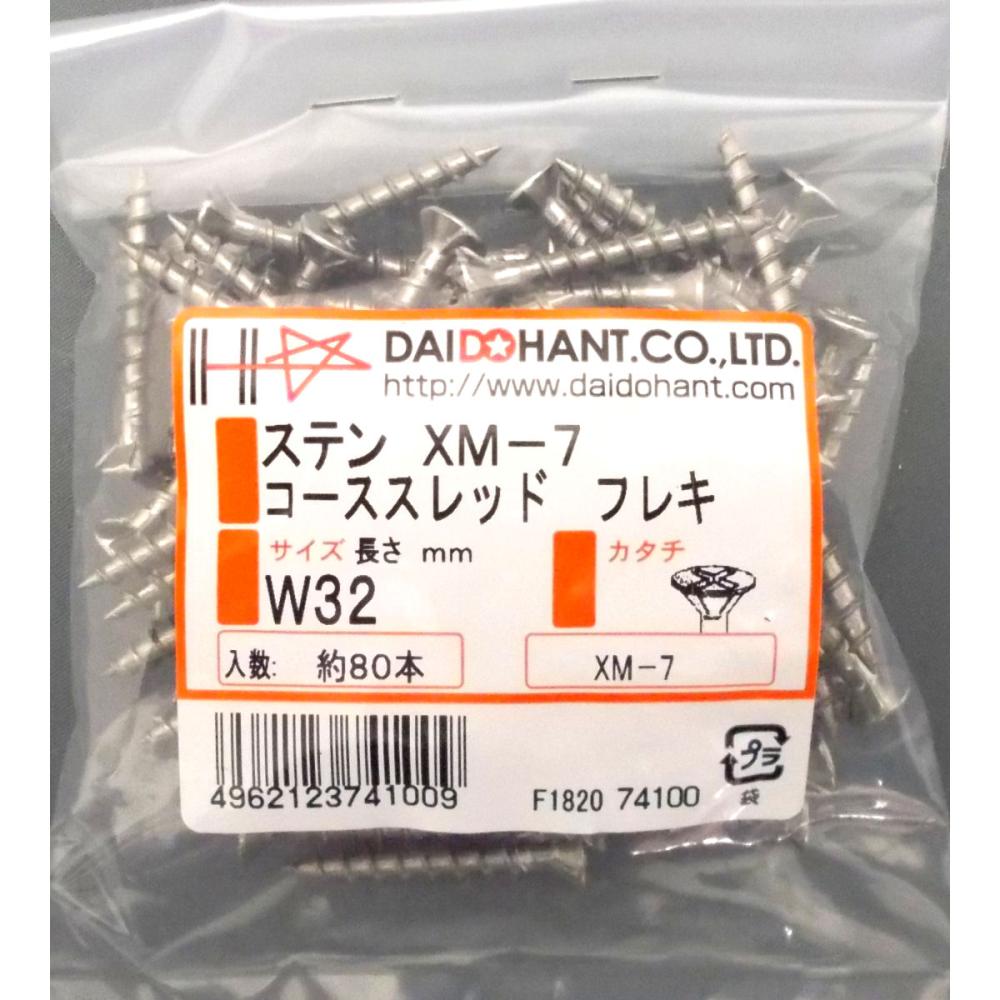 DAIDOHANT.CO.,LTD.
http://www.daidohant.com
ステン XM-7
コーススレッド フレキ
サイズ 長さ mm
カタチ
W32
入数: 約80本
XM-7
4962123741009
F1820 74100
プラ
袋